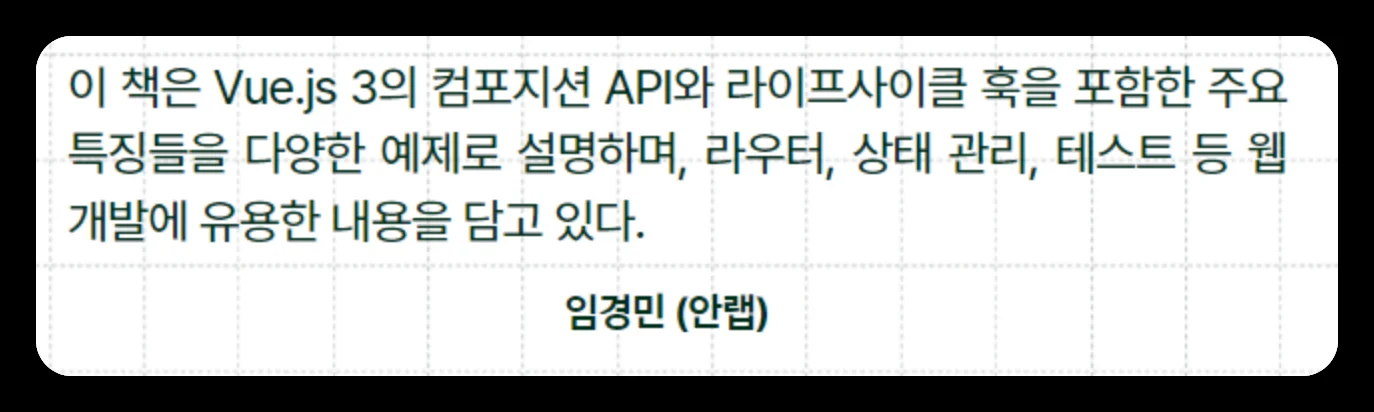 이 책은 Vue.js 3의 컴포지션 API와 라이프사이클 훅을 포함한 주요
특징들을 다양한 예제로 설명하며, 라우터, 상태 관리, 테스트 등 웹
개발에 유용한 내용을 담고 있다.
임경민 (안랩)